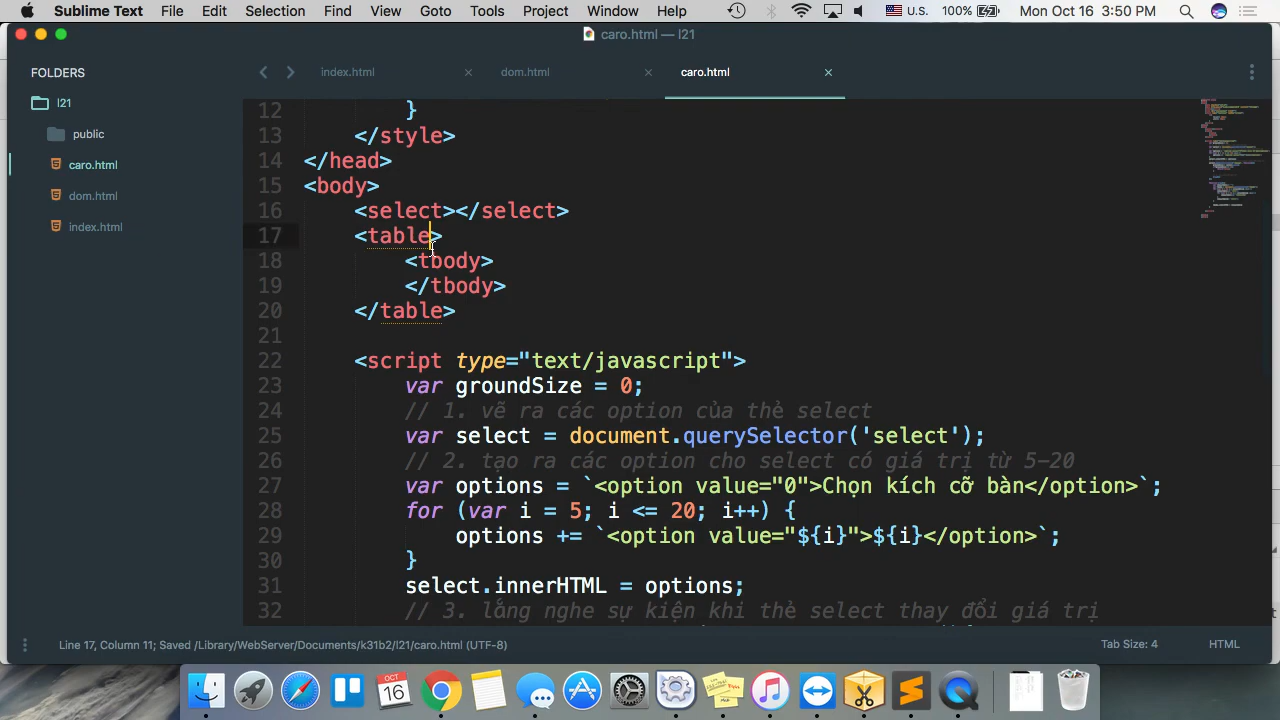 Sublime Text File Edit Selection Find View Goto Tools Project Window Help U.S. 100% Mon Oct 16 3:50 PM
caro.html — l21
FOLDERS
l21
public
caro.html
dom.html
index.html
index.html dom.html caro.html
12 }
13 </style>
14 </head>
15 <body>
16 <select></select>
17 <table>
18 <tbody>
19 </tbody>
20 </table>
21
22 <script type="text/javascript">
23 var groundSize = 0;
24 // 1. vẽ ra các option của thẻ select
25 var select = document.querySelector('select');
26 // 2. tạo ra các option cho select có giá trị từ 5-20
27 var options = `<option value="0">Chọn kích cỡ bàn</option>`;
28 for (var i = 5; i <= 20; i++) {
29 options += `<option value="${i}">${i}</option>`;
30 }
31 select.innerHTML = options;
32 // 3. lắng nghe sự kiện khi thẻ select thay đổi giá trị
Line 17, Column 11; Saved /Library/WebServer/Documents/k31b2/l21/caro.html (UTF-8) Tab Size: 4 HTML
OCT
16